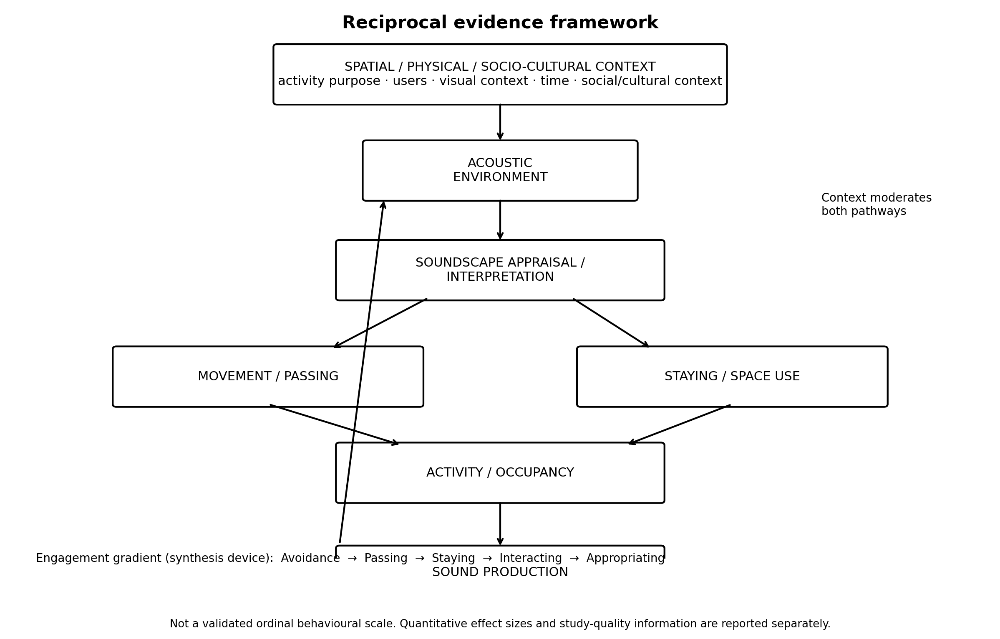 Reciprocal evidence framework
SPATIAL / PHYSICAL / SOCIO-CULTURAL CONTEXT
activity purpose · users · visual context · time · social/cultural context
ACOUSTIC
ENVIRONMENT
Context moderates
both pathways
SOUNDSCAPE APPRAISAL /
INTERPRETATION
MOVEMENT / PASSING
STAYING / SPACE USE
ACTIVITY / OCCUPANCY
Engagement gradient (synthesis device):  Avoidance → Passing → Staying → Interacting → Appropriating
SOUND PRODUCTION
Not a validated ordinal behavioural scale. Quantitative effect sizes and study-quality information are reported separately.